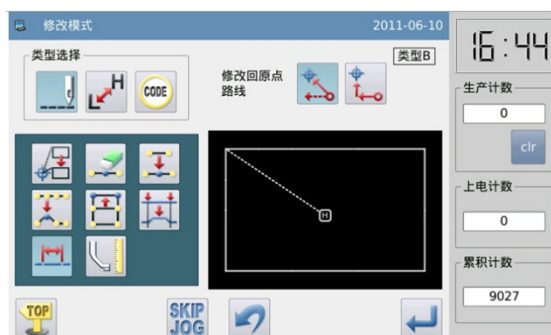 修改模式 2011-06-10
16:44
类型选择
类型B
H
CODE
修改回原点
路线
生产计数
0
clr
H
上电计数
0
累积计数
9027
TOP
SKIP
JOG